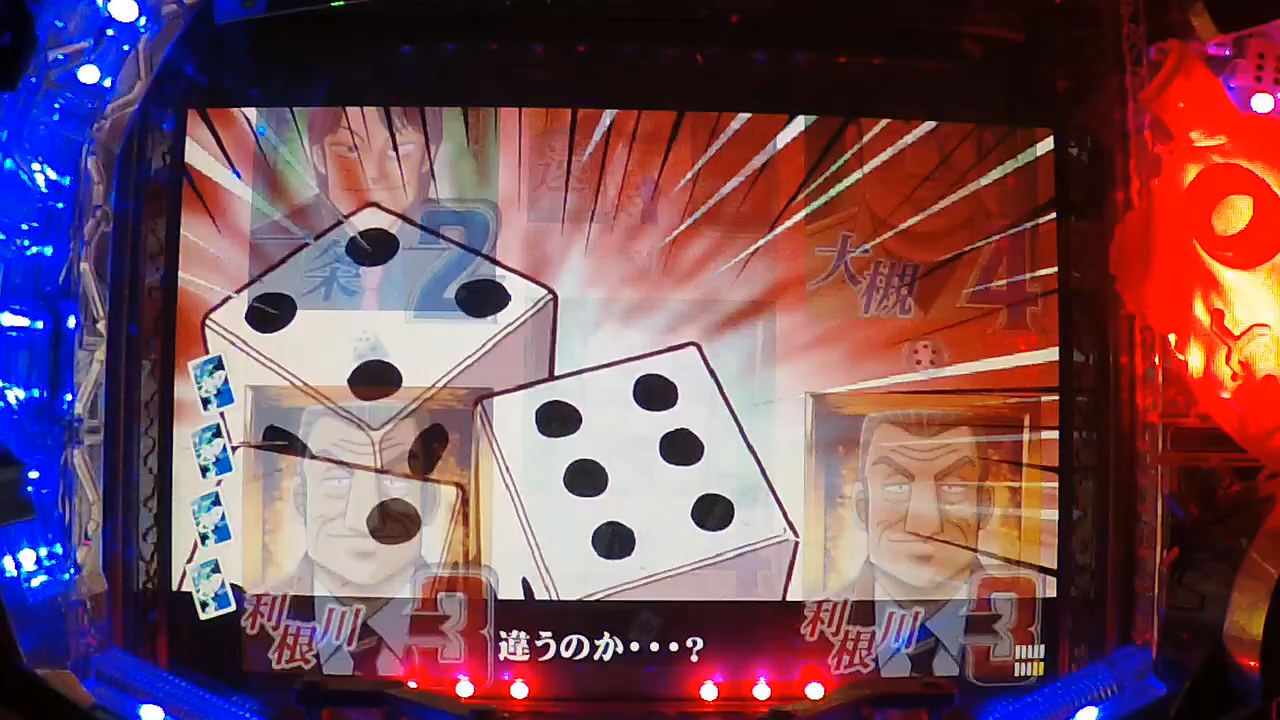 一条 2
大槻 4
利根川 3
違うのか・・・?
利根川 3